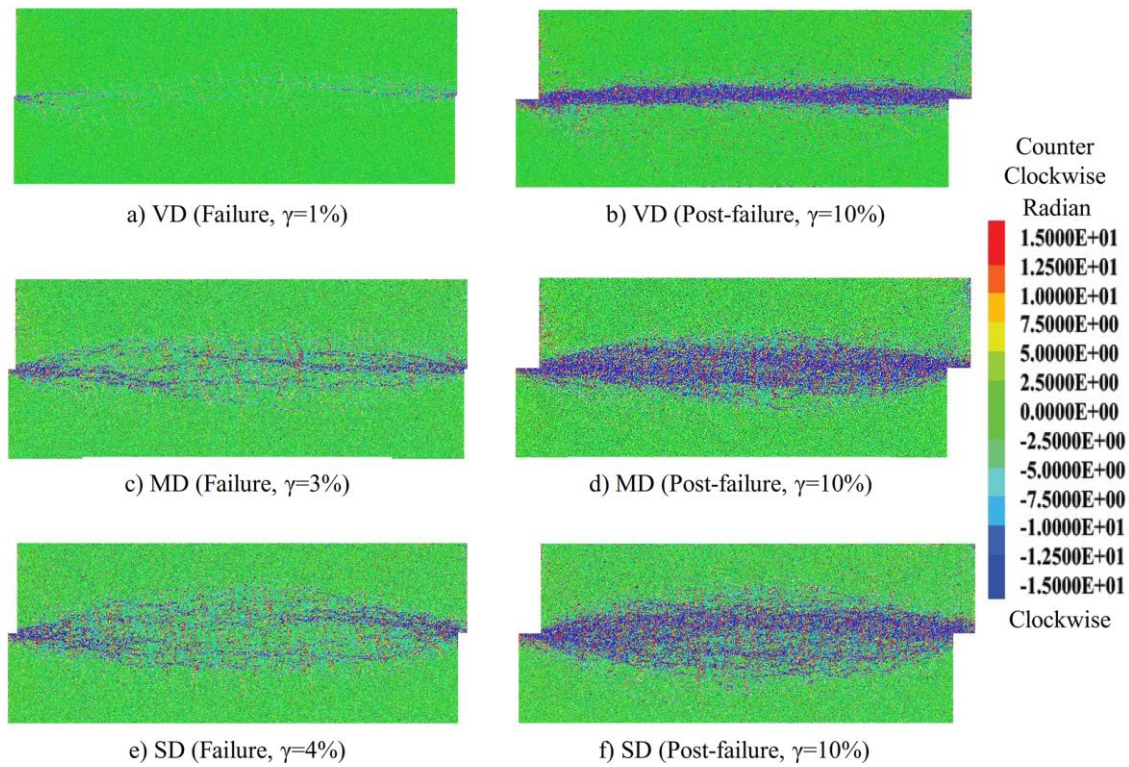 a) VD (Failure, γ=1%)
b) VD (Post-failure, γ=10%)
c) MD (Failure, γ=3%)
d) MD (Post-failure, γ=10%)
e) SD (Failure, γ=4%)
f) SD (Post-failure, γ=10%)
Counter
Clockwise
Radian
1.5000E+01
1.2500E+01
1.0000E+01
7.5000E+00
5.0000E+00
2.5000E+00
0.0000E+00
-2.5000E+00
-5.0000E+00
-7.5000E+00
-1.0000E+01
-1.2500E+01
-1.5000E+01
Clockwise